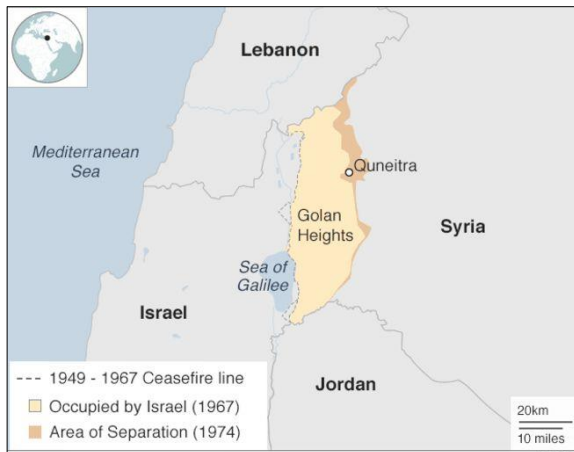 Lebanon
Mediterranean
Sea
Quneitra
Golan
Heights
Syria
Sea of
Galilee
Israel
Jordan
1949 - 1967 Ceasefire line
Occupied by Israel (1967)
Area of Separation (1974)
20km
10 miles